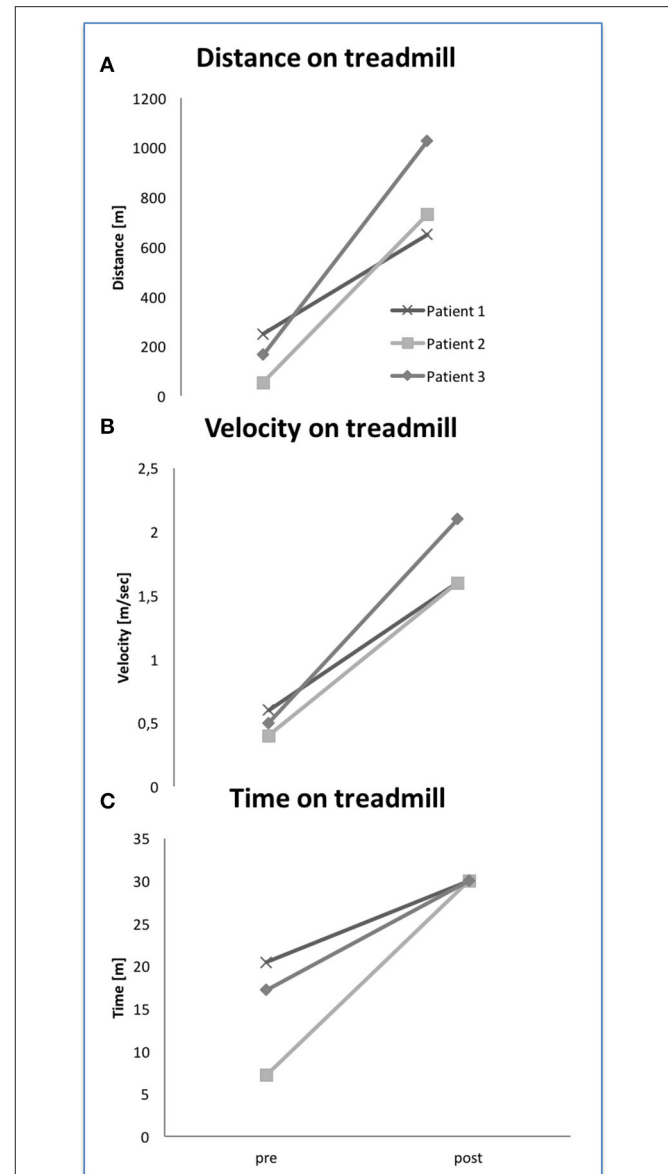 A
Distance on treadmill
1200
1000
800
600
400
200
0
Distance [m]
Patient 1
Patient 2
Patient 3
B
Velocity on treadmill
2,5
2
1,5
1
0,5
0
Velocity [m/sec]
C
Time on treadmill
35
30
25
20
15
10
5
0
Time [m]
pre post